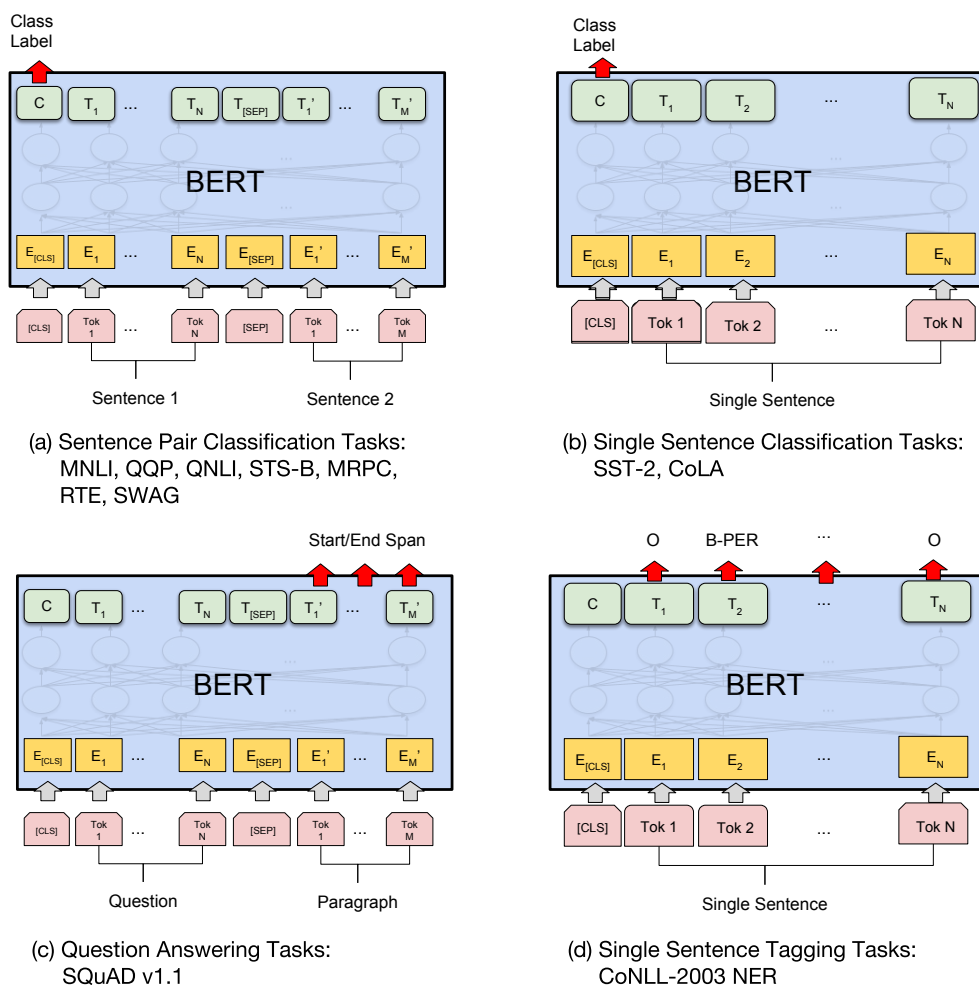 Class
Label
C T1 ... TN T[SEP] T1' ... TM'
...
BERT
...
E[CLS] E1 ... EN E[SEP] E1' ... EM'
[CLS] Tok 1 ... Tok N [SEP] Tok 1 ... Tok M
Sentence 1 Sentence 2
(a) Sentence Pair Classification Tasks:
MNLI, QQP, QNLI, STS-B, MRPC,
RTE, SWAG
Class
Label
C T1 T2 ... TN
...
BERT
...
E[CLS] E1 E2 ... EN
[CLS] Tok 1 Tok 2 ... Tok N
Single Sentence
(b) Single Sentence Classification Tasks:
SST-2, CoLA
Start/End Span
C T1 ... TN T[SEP] T1' ... TM'
...
BERT
...
E[CLS] E1 ... EN E[SEP] E1' ... EM'
[CLS] Tok 1 ... Tok N [SEP] Tok 1 ... Tok M
Question Paragraph
(c) Question Answering Tasks:
SQuAD v1.1
O B-PER ... O
C T1 T2 ... TN
...
BERT
...
E[CLS] E1 E2 ... EN
[CLS] Tok 1 Tok 2 ... Tok N
Single Sentence
(d) Single Sentence Tagging Tasks:
CoNLL-2003 NER